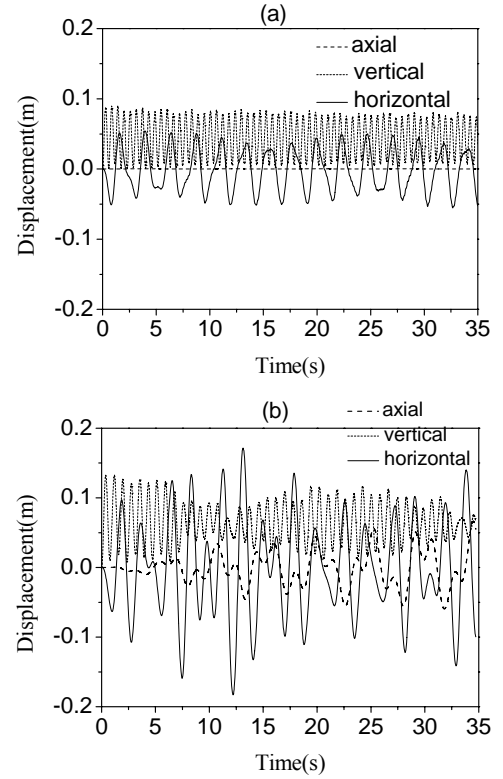 (a)
0.2
axial
vertical
0.1
horizontal
0.0
-0.1
-0.2
Displacement(m)
0 5 10 15 20 25 30 35
Time(s)
(b)
axial
0.2
vertical
horizontal
0.1
0.0
-0.1
-0.2
Displacement(m)
0 5 10 15 20 25 30 35
Time(s)